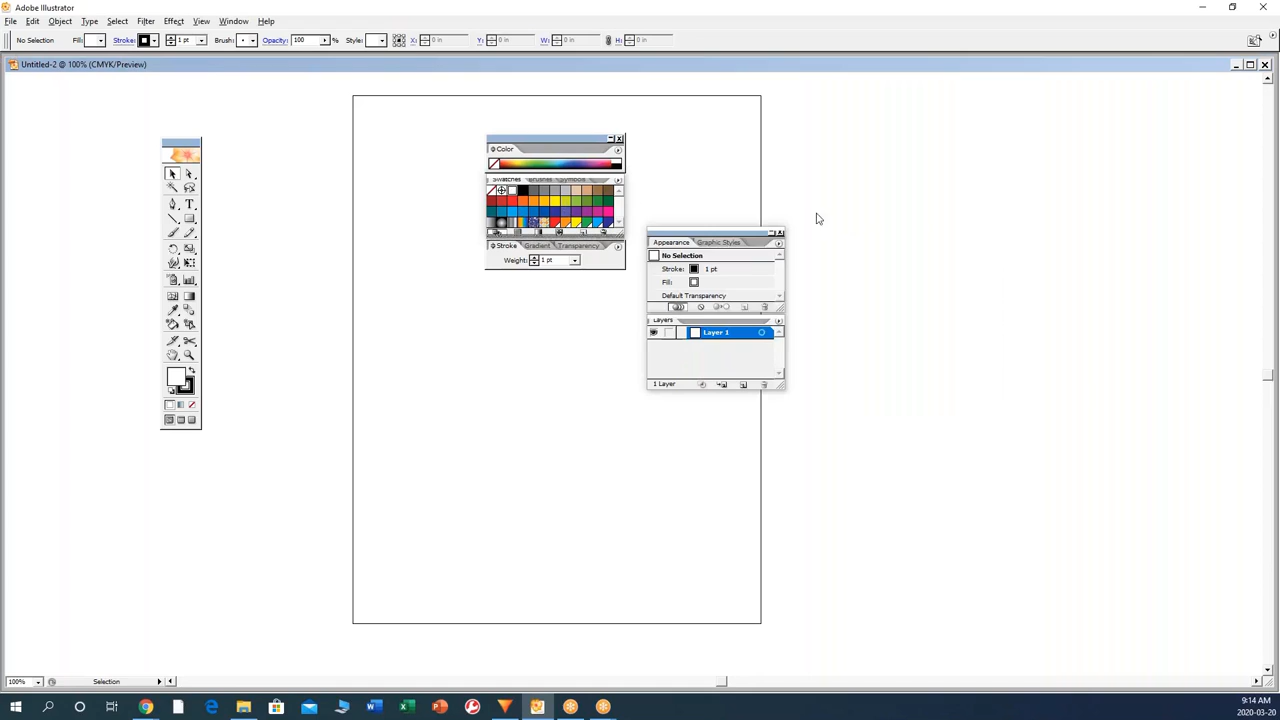 Adobe Illustrator
File Edit Object Type Select Filter Effect View Window Help
No Selection Fill: Stroke: 1 pt Brush: Opacity: 100 % Style: X: 0 in Y: 0 in W: 0 in H: 0 in
Untitled-2 @ 100% (CMYK/Preview)
Color
Swatches Brushes Symbols
Stroke Gradient Transparency
Weight: 1 pt
Appearance Graphic Styles
No Selection
Stroke: 1 pt
Fill:
Default Transparency
Layers
Layer 1
1 Layer
100% Selection
9:14 AM
2020-03-20